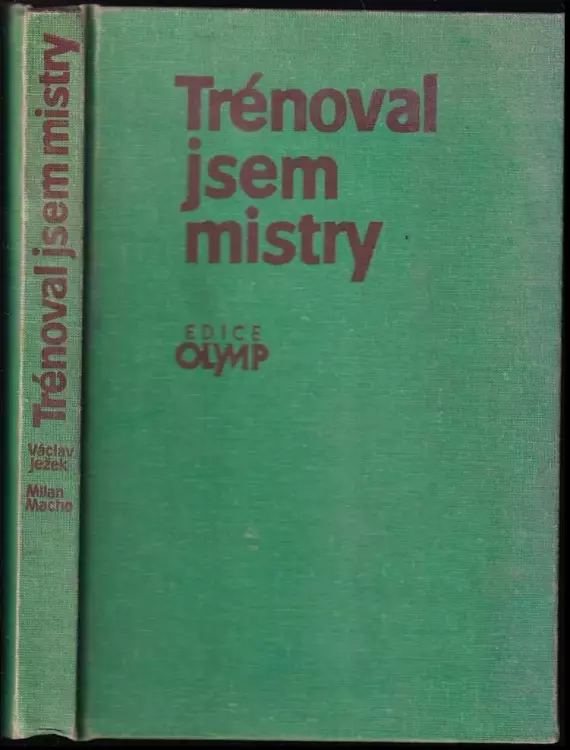 Trénoval jsem mistry
Václav
Ježek
Milan
Macho
Trénoval
jsem
mistry
EDICE
OLYMP